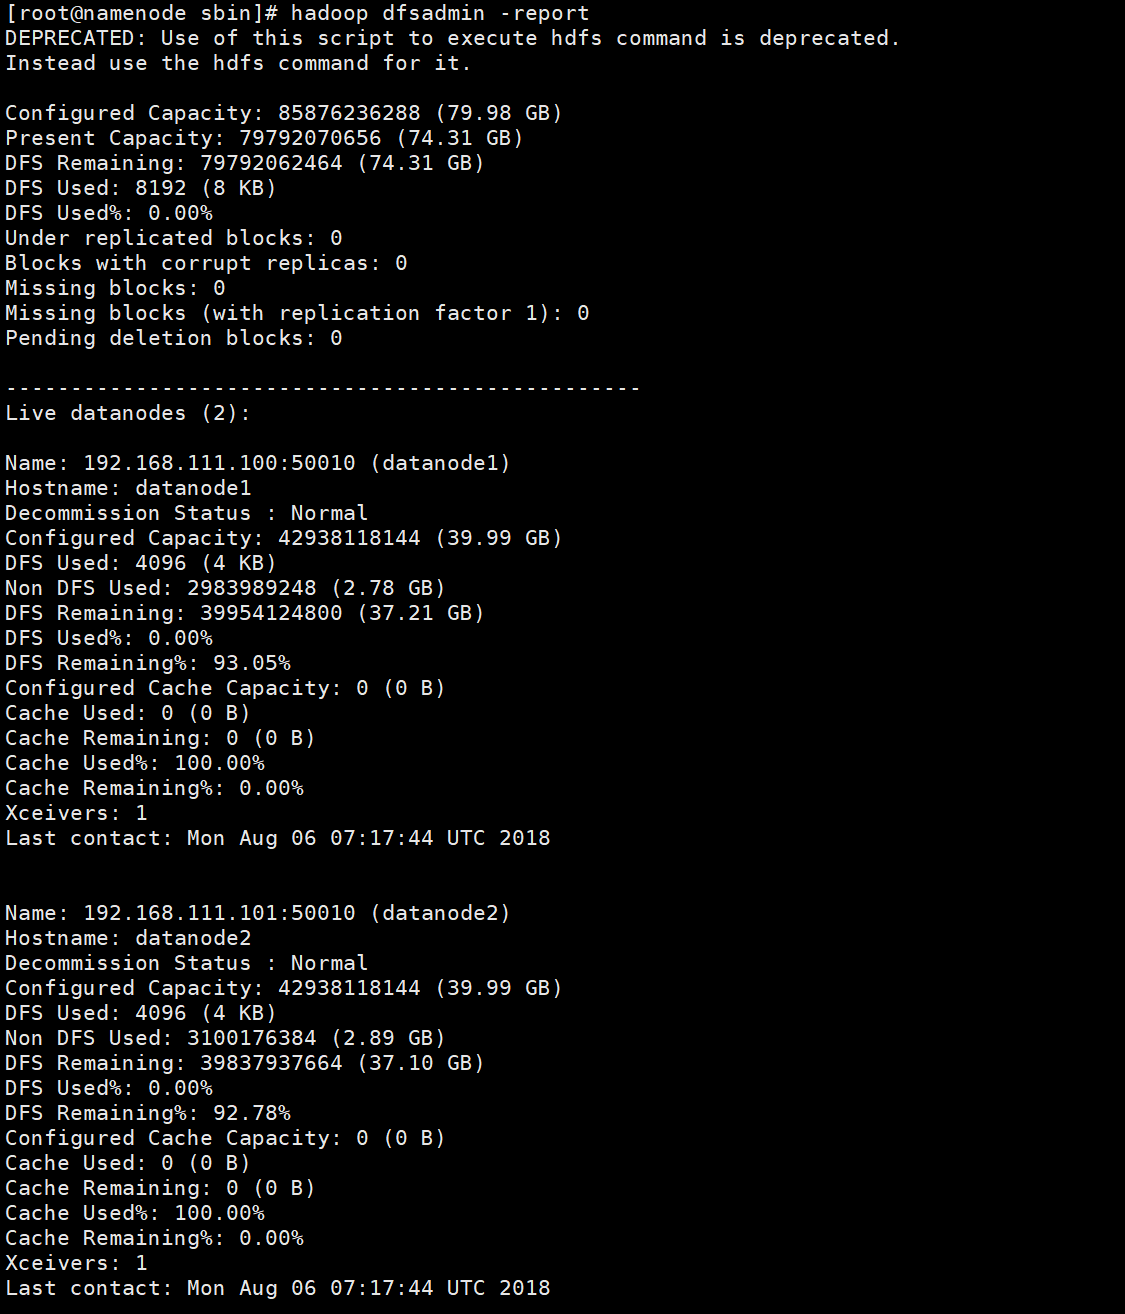 [root@namenode sbin]# hadoop dfsadmin -report
DEPRECATED: Use of this script to execute hdfs command is deprecated.
Instead use the hdfs command for it.

Configured Capacity: 85876236288 (79.98 GB)
Present Capacity: 79792070656 (74.31 GB)
DFS Remaining: 79792062464 (74.31 GB)
DFS Used: 8192 (8 KB)
DFS Used%: 0.00%
Under replicated blocks: 0
Blocks with corrupt replicas: 0
Missing blocks: 0
Missing blocks (with replication factor 1): 0
Pending deletion blocks: 0

-------------------------------------------------
Live datanodes (2):

Name: 192.168.111.100:50010 (datanode1)
Hostname: datanode1
Decommission Status : Normal
Configured Capacity: 42938118144 (39.99 GB)
DFS Used: 4096 (4 KB)
Non DFS Used: 2983989248 (2.78 GB)
DFS Remaining: 39954124800 (37.21 GB)
DFS Used%: 0.00%
DFS Remaining%: 93.05%
Configured Cache Capacity: 0 (0 B)
Cache Used: 0 (0 B)
Cache Remaining: 0 (0 B)
Cache Used%: 100.00%
Cache Remaining%: 0.00%
Xceivers: 1
Last contact: Mon Aug 06 07:17:44 UTC 2018


Name: 192.168.111.101:50010 (datanode2)
Hostname: datanode2
Decommission Status : Normal
Configured Capacity: 42938118144 (39.99 GB)
DFS Used: 4096 (4 KB)
Non DFS Used: 3100176384 (2.89 GB)
DFS Remaining: 39837937664 (37.10 GB)
DFS Used%: 0.00%
DFS Remaining%: 92.78%
Configured Cache Capacity: 0 (0 B)
Cache Used: 0 (0 B)
Cache Remaining: 0 (0 B)
Cache Used%: 100.00%
Cache Remaining%: 0.00%
Xceivers: 1
Last contact: Mon Aug 06 07:17:44 UTC 2018